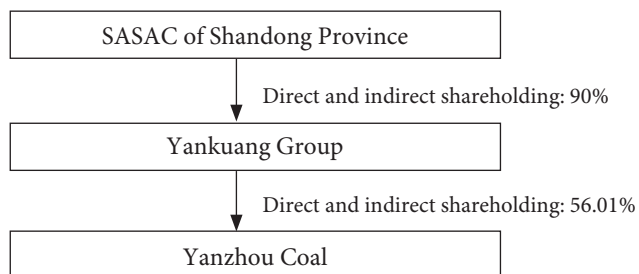 SASAC of Shandong Province
Direct and indirect shareholding: 90%
Yankuang Group
Direct and indirect shareholding: 56.01%
Yanzhou Coal